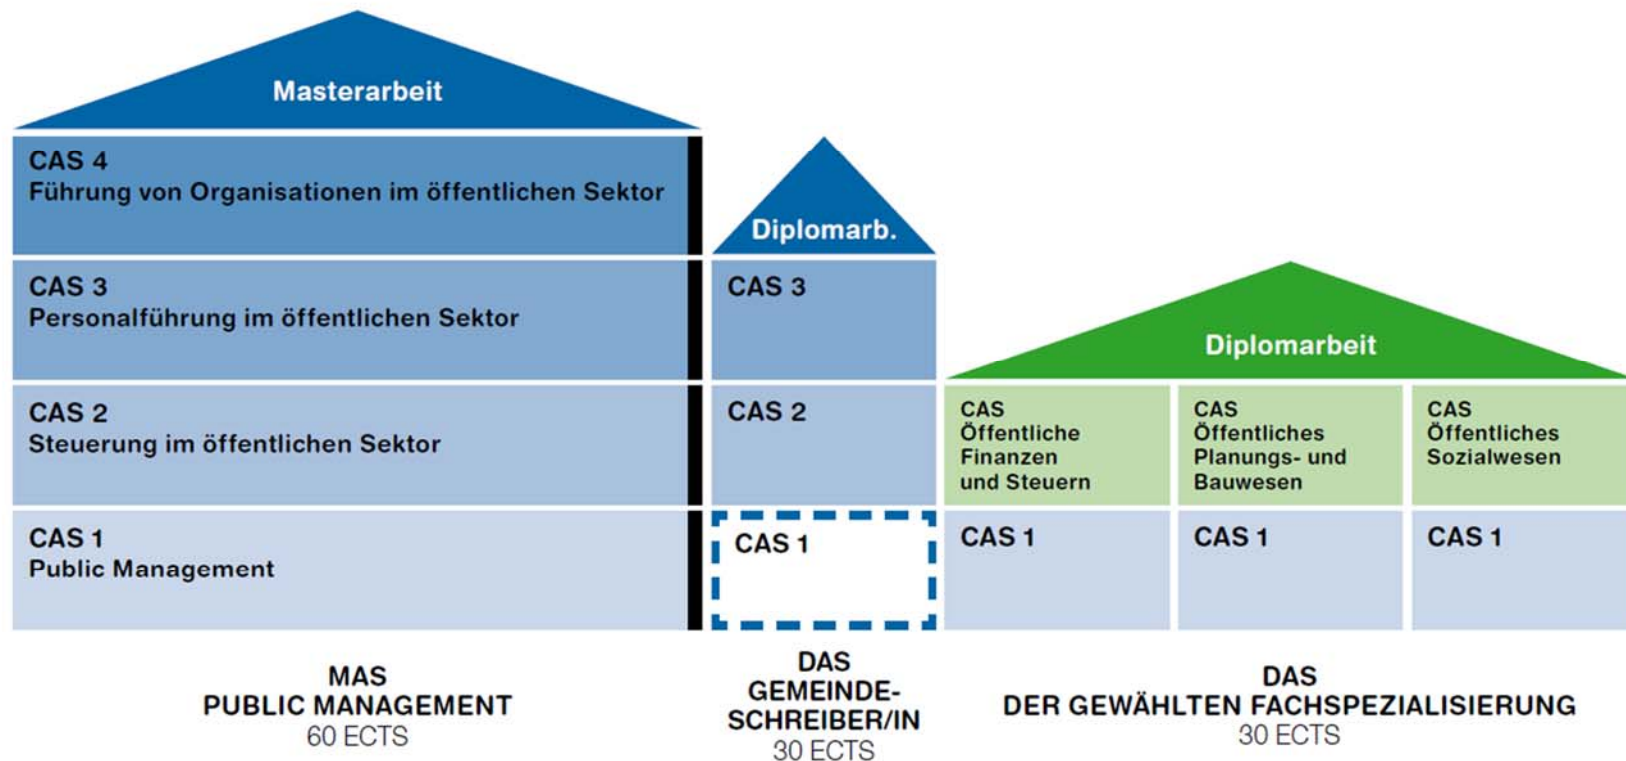 Masterarbeit
CAS 4
Führung von Organisationen im öffentlichen Sektor
CAS 3
Personalführung im öffentlichen Sektor
CAS 2
Steuerung im öffentlichen Sektor
CAS 1
Public Management
MAS
PUBLIC MANAGEMENT
60 ECTS
Diplomarb.
CAS 3
CAS 2
CAS 1
DAS
GEMEINDE-
SCHREIBER/IN
30 ECTS
Diplomarbeit
CAS
Öffentliche
Finanzen
und Steuern
CAS
Öffentliches
Planungs- und
Bauwesen
CAS
Öffentliches
Sozialwesen
CAS 1
CAS 1
CAS 1
DAS
DER GEWÄHLTEN FACHSPEZIALISIERUNG
30 ECTS